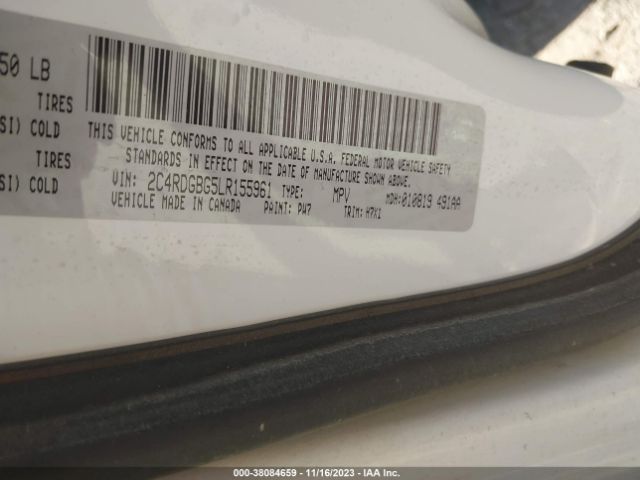 50 LB
TIRES
SI) COLD
TIRES
SI) COLD
THIS VEHICLE CONFORMS TO ALL APPLICABLE U.S.A. FEDERAL MOTOR VEHICLE SAFETY
STANDARDS IN EFFECT ON THE DATE OF MANUFACTURE SHOWN ABOVE.
VIN: 2C4RDGBG5LR155961 TYPE: MPV MDH: 010819 491AA
VEHICLE MADE IN CANADA PAINT: PW7 TRIM: H7X1
000-38084659 - 11/16/2023 - IAA Inc.